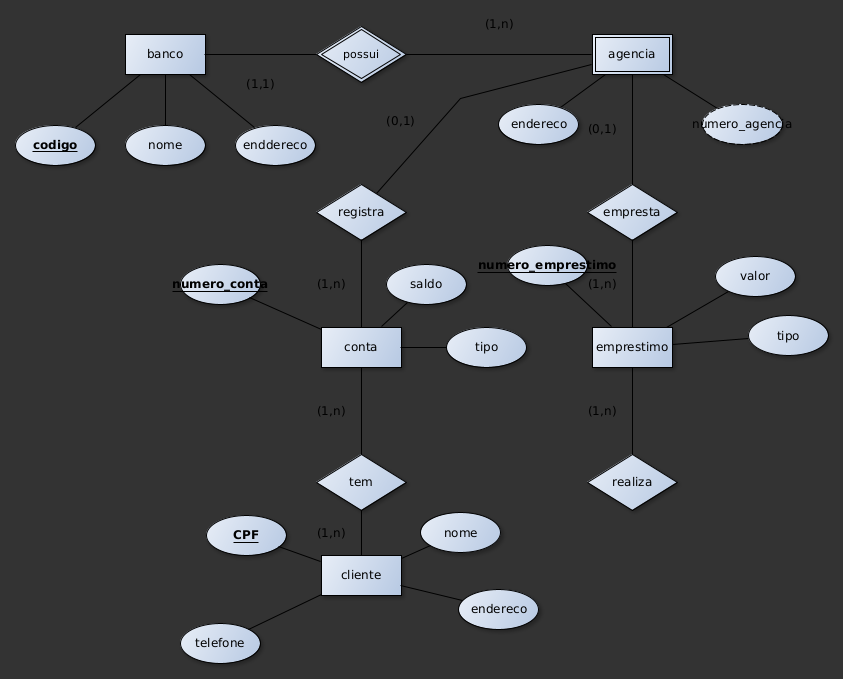 (1,n)
banco
possui
agencia
(1,1)
(0,1)
endereco
(0,1)
numero_agencia
codigo
nome
enddereco
registra
empresta
numero_emprestimo
numero_conta
(1,n)
saldo
(1,n)
valor
conta
tipo
emprestimo
tipo
(1,n)
(1,n)
tem
realiza
CPF
(1,n)
nome
cliente
endereco
telefone